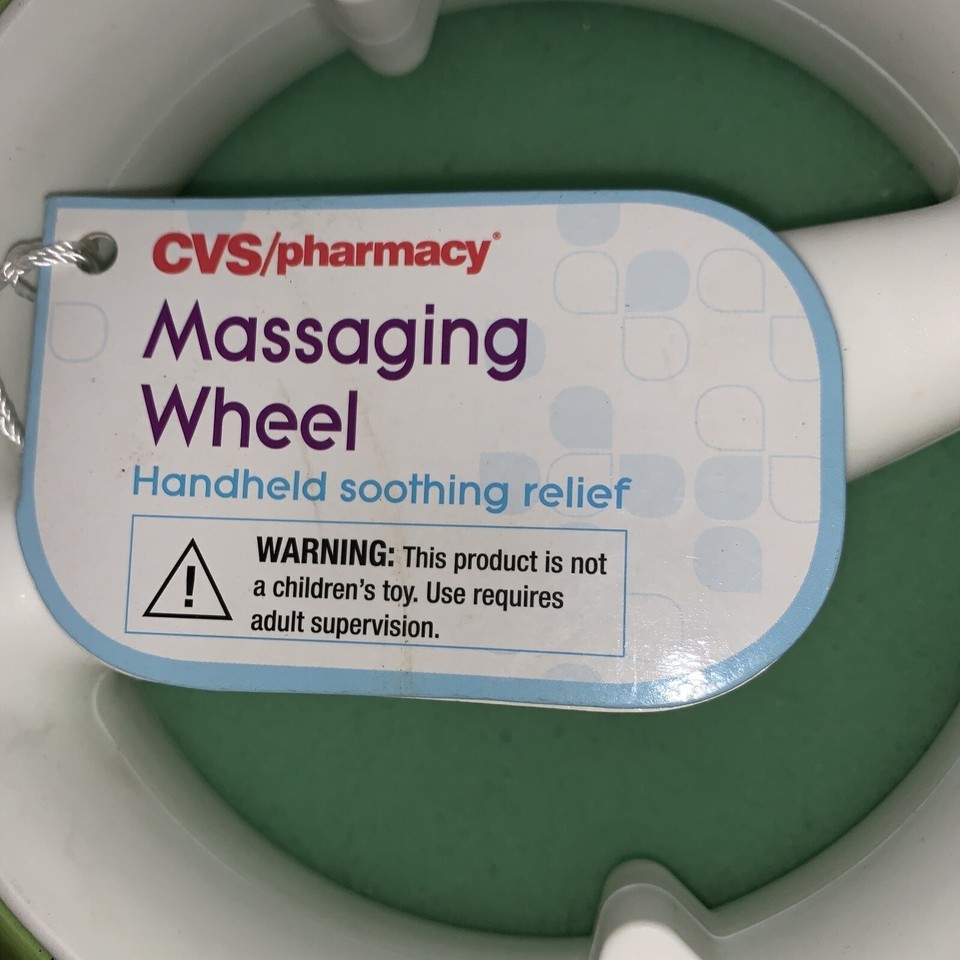 CVS/pharmacy®
Massaging
Wheel
Handheld soothing relief
WARNING: This product is not
a children's toy. Use requires
adult supervision.